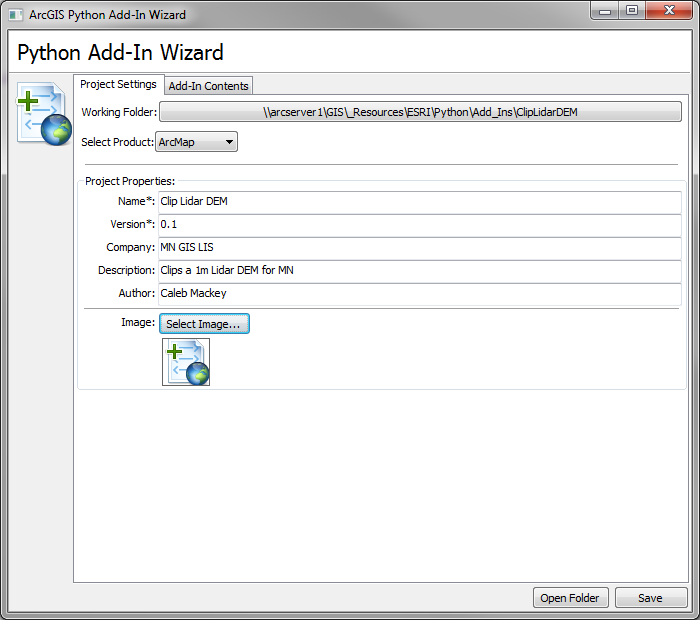 ArcGIS Python Add-In Wizard
Python Add-In Wizard
Project Settings Add-In Contents
Working Folder: \\arcserver1\GIS\_Resources\ESRI\Python\Add_Ins\ClipLidarDEM
Select Product: ArcMap
Project Properties:
Name*: Clip Lidar DEM
Version*: 0.1
Company: MN GIS LIS
Description: Clips a 1m Lidar DEM for MN
Author: Caleb Mackey
Image: Select Image...
Open Folder Save